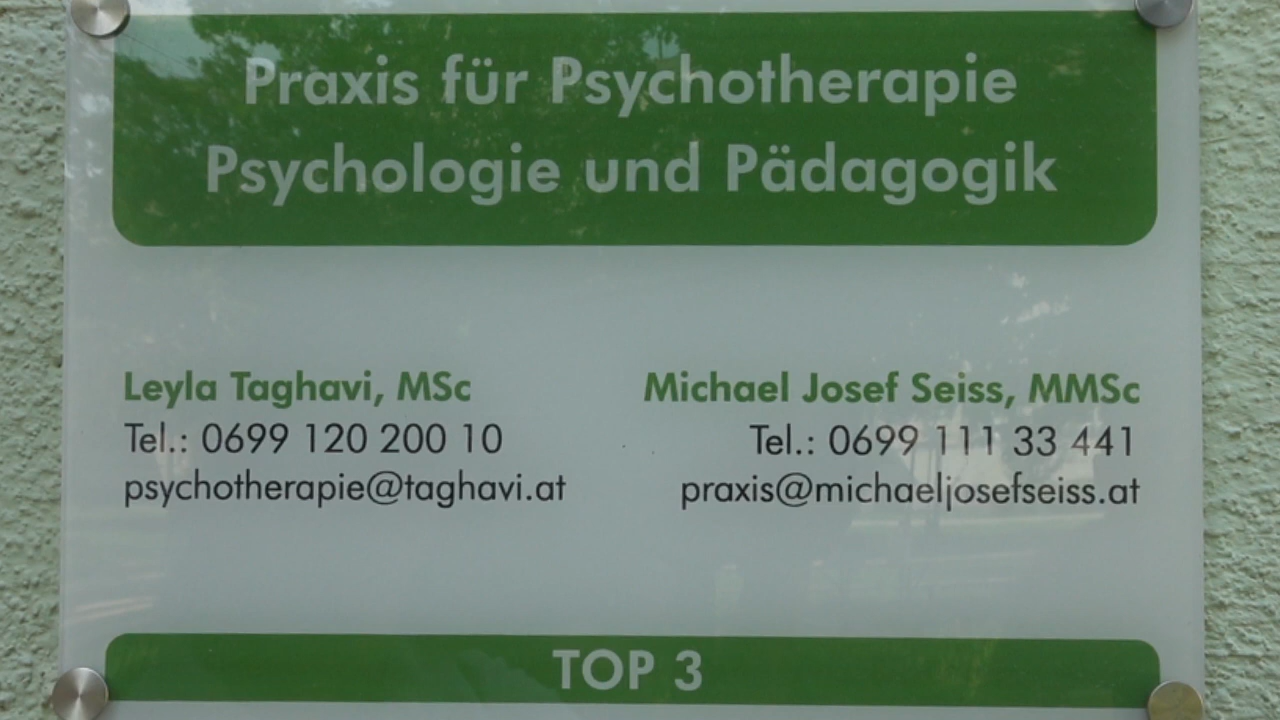 Praxis für Psychotherapie
Psychologie und Pädagogik
Leyla Taghavi, MSc
Tel.: 0699 120 200 10
psychotherapie@taghavi.at
Michael Josef Seiss, MMSc
Tel.: 0699 111 33 441
praxis@michaeljosefseiss.at
TOP 3